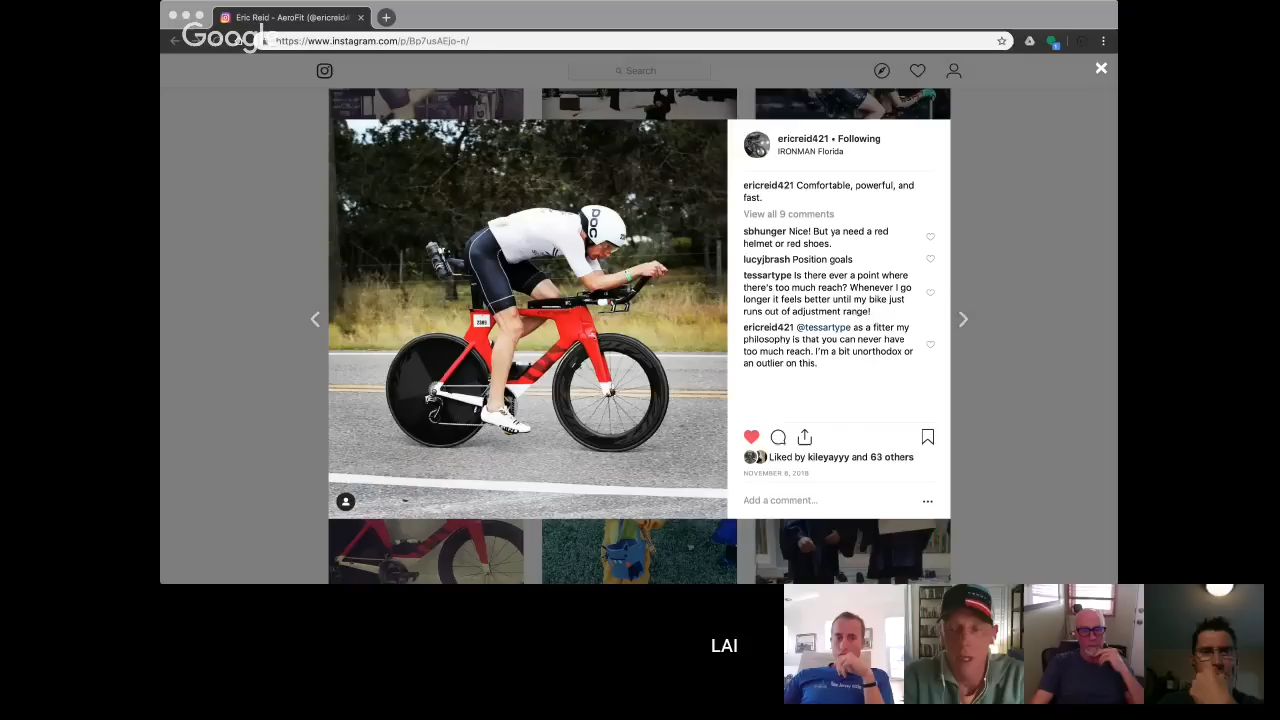 Eric Reid - AeroFit (@ericreid4
Google
https://www.instagram.com/p/Bp7usAEjo-n/
Search
ericreid421 • Following
IRONMAN Florida
ericreid421 Comfortable, powerful, and
fast.
View all 9 comments
sbhunger Nice! But ya need a red
helmet or red shoes.
lucyjbrash Position goals
tessartype Is there ever a point where
there's too much reach? Whenever I go
longer it feels better until my bike just
runs out of adjustment range!
ericreid421 @tessartype as a fitter my
philosophy is that you can never have
too much reach. I'm a bit unorthodox or
an outlier on this.
POC
2389
Liked by kileyayyy and 63 others
NOVEMBER 6, 2018
Add a comment...
LAI